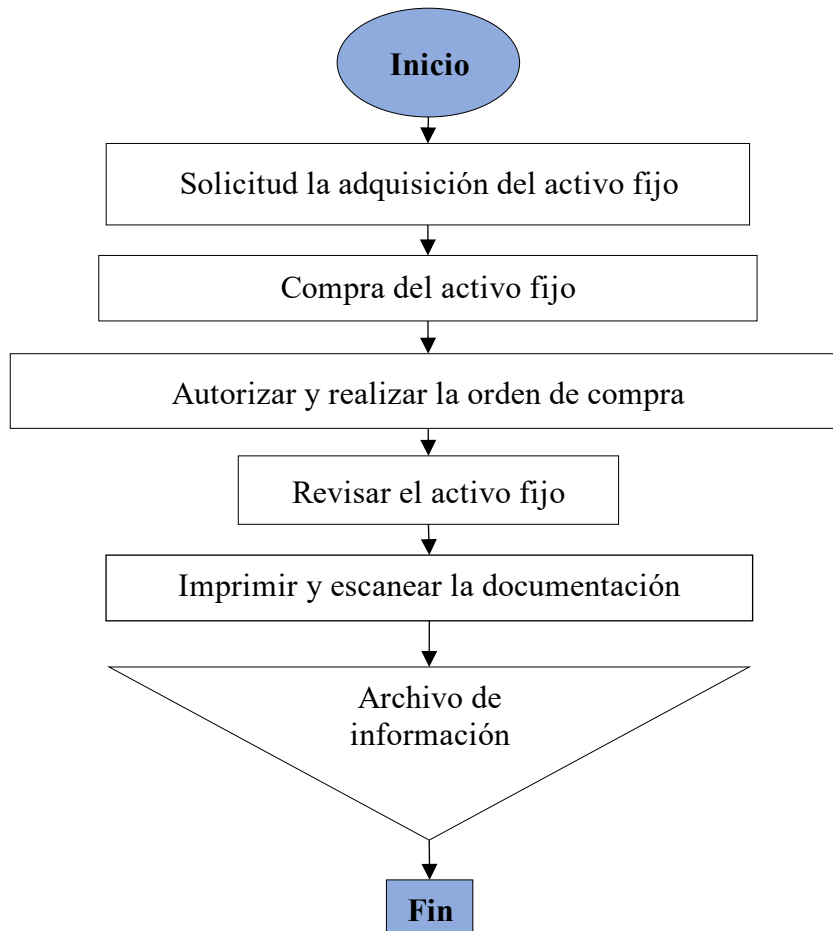 Inicio
Solicitud la adquisición del activo fijo
Compra del activo fijo
Autorizar y realizar la orden de compra
Revisar el activo fijo
Imprimir y escanear la documentación
Archivo de
información
Fin